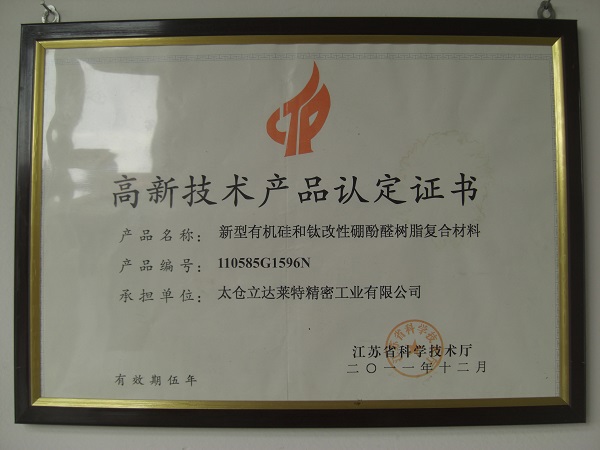 CTP
高新技术产品认定证书
产品名称：新型有机硅和钛改性硼酚醛树脂复合材料
产品编号：110585G1596N
承担单位：太仓立达莱特精密工业有限公司
江苏省科学技术厅
二〇一一年十二月
有效期伍年